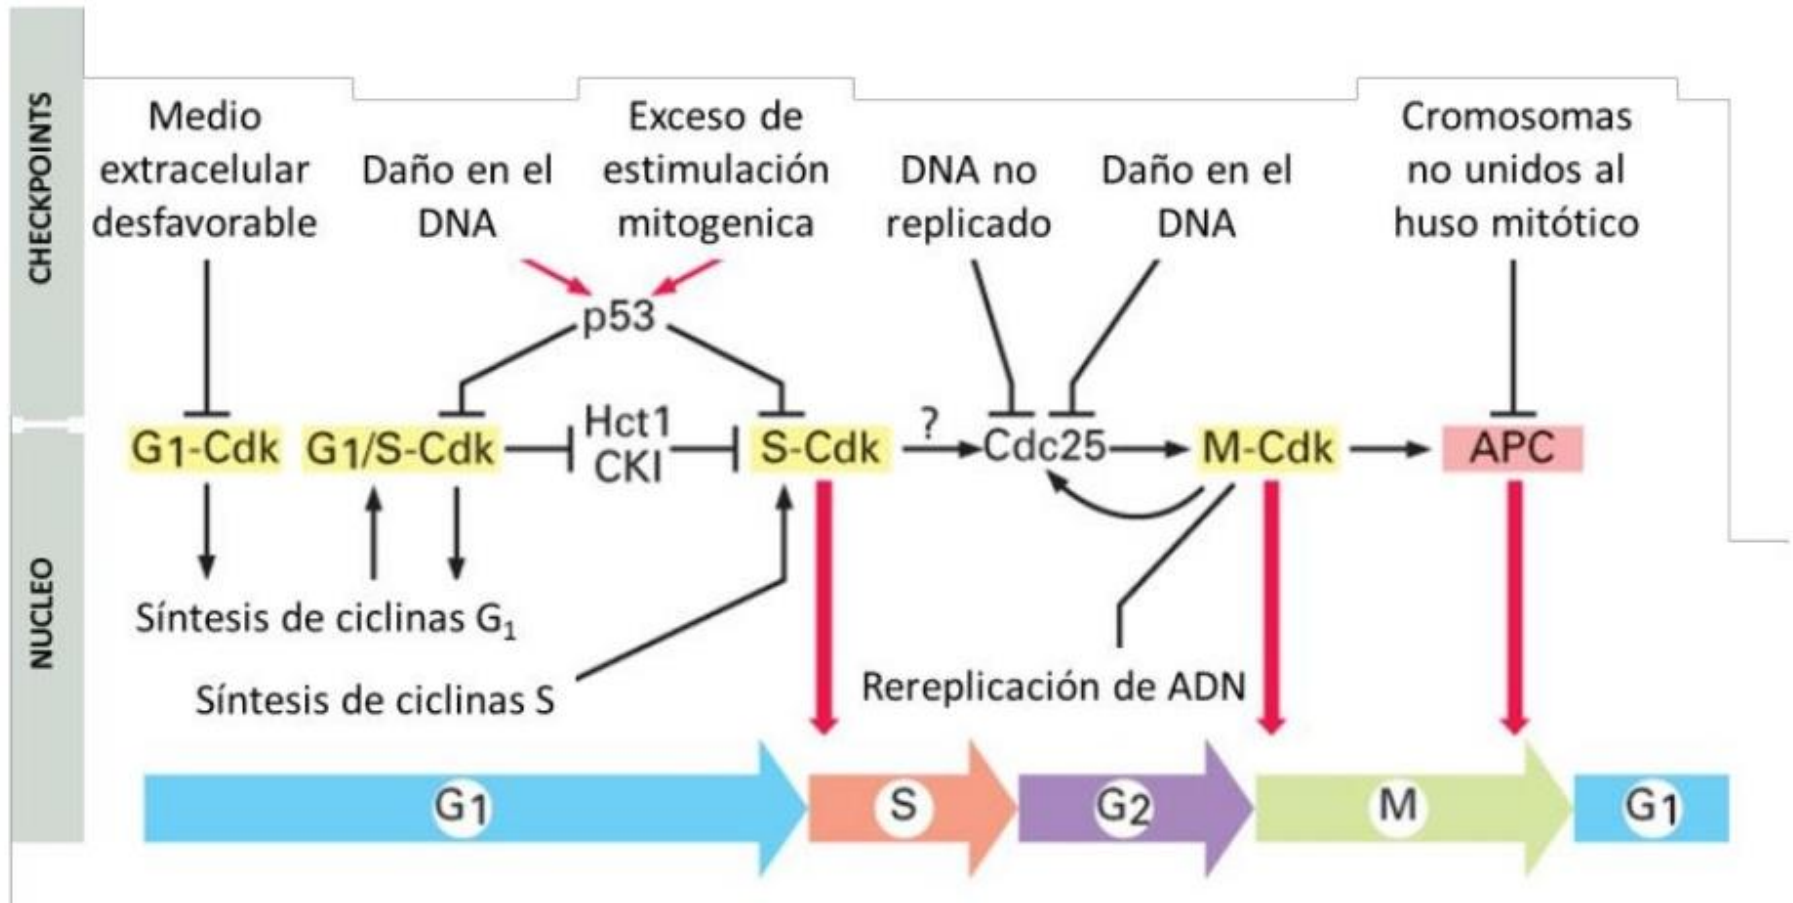 CHECKPOINTS
Medio
extracelular
desfavorable
Daño en el
DNA
Exceso de
estimulación
mitogenica
DNA no
replicado
Daño en el
DNA
Cromosomas
no unidos al
huso mitótico
p53
NUCLEO
G1-Cdk
G1/S-Cdk
Hct1
CKI
S-Cdk
?
Cdc25
M-Cdk
APC
Síntesis de ciclinas G₁
Síntesis de ciclinas S
Rereplicación de ADN
G1
S
G2
M
G1